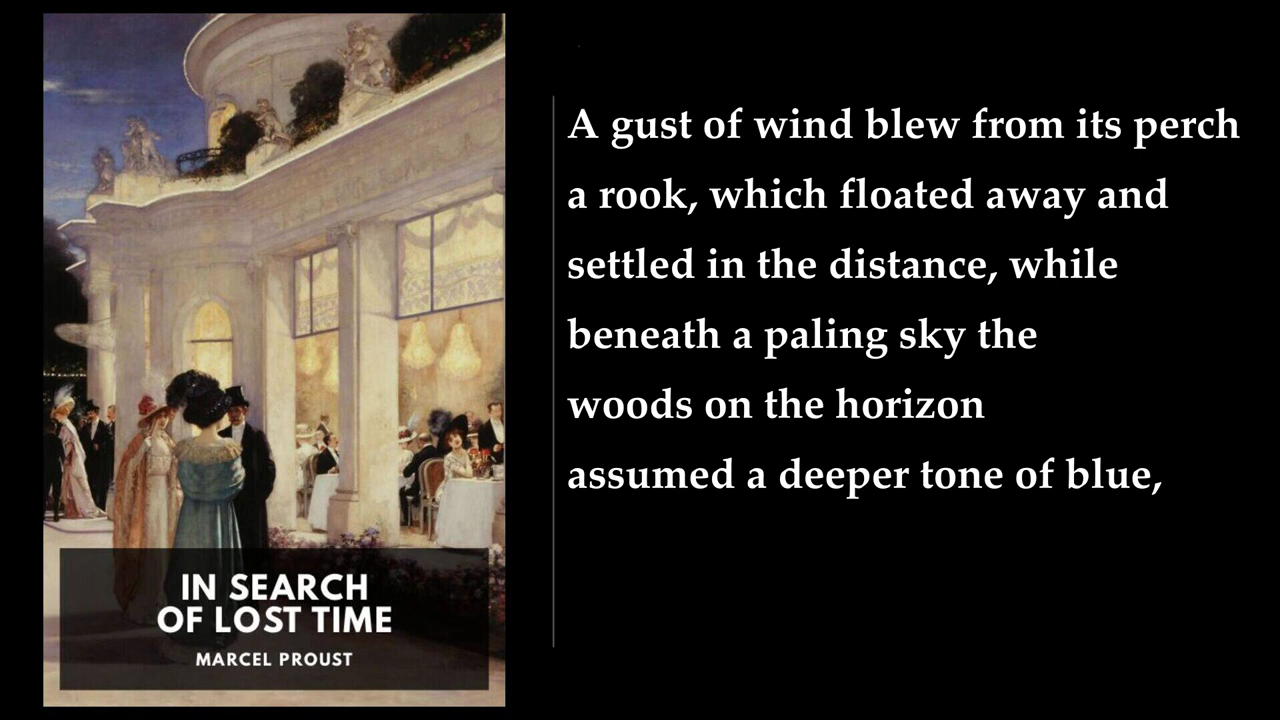 A gust of wind blew from its perch
a rook, which floated away and
settled in the distance, while
beneath a paling sky the
woods on the horizon
assumed a deeper tone of blue,
IN SEARCH
OF LOST TIME
MARCEL PROUST